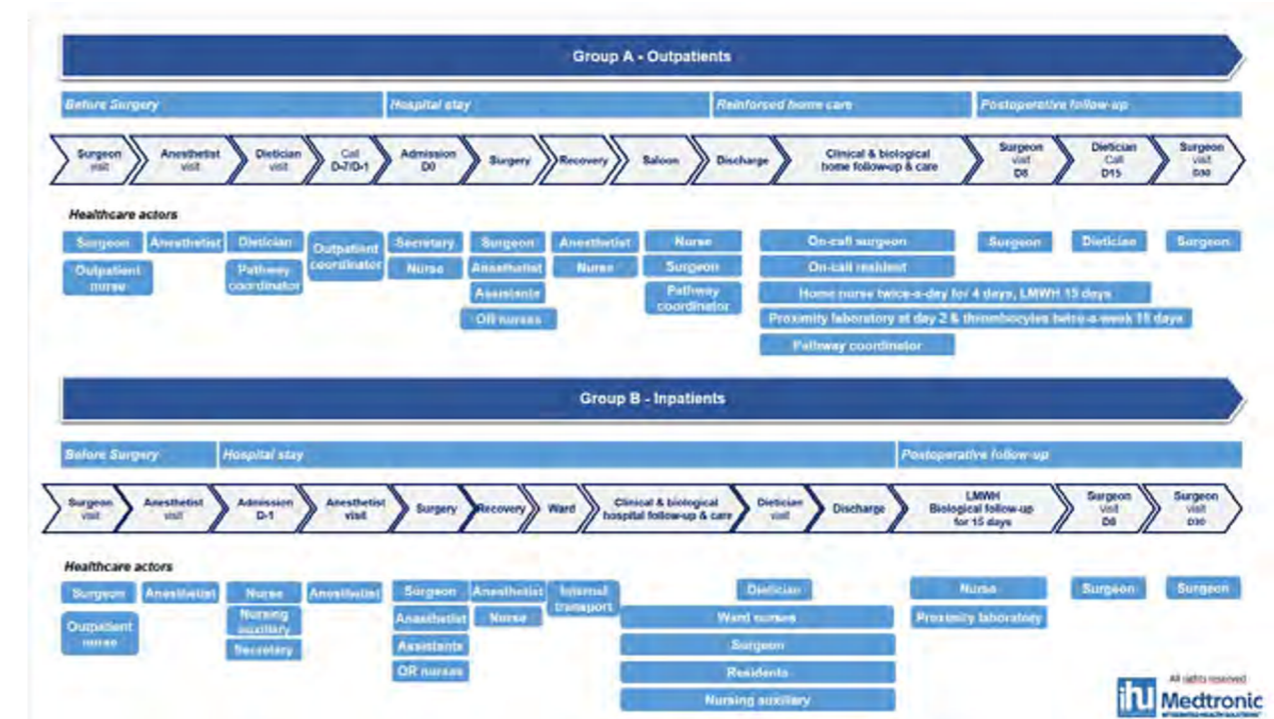 Group A - Outpatients
Before Surgery
Hospital stay
Reinforced home care
Postoperative follow-up
Surgeon
visit
Anesthetist
visit
Dietician
visit
Call
D-7/D-1
Admission
D0
Surgery
Recovery
Saloon
Discharge
Clinical & biological
home follow-up & care
Surgeon
visit
D8
Dietician
Call
D15
Surgeon
visit
D30
Healthcare actors
Surgeon
Outpatient
nurse
Anesthetist
Dietician
Pathway
coordinator
Outpatient
coordinator
Secretary
Nurse
Surgeon
Anesthetist
Assistants
OR nurses
Anesthetist
Nurse
Nurse
Surgeon
Pathway
coordinator
On-call surgeon
On-call resident
Home nurse twice-a-day for 4 days, LMWH 15 days
Proximity laboratory at day 2 & thrombocytes twice-a-week 15 days
Pathway coordinator
Surgeon
Dietician
Surgeon
Group B - Inpatients
Before Surgery
Hospital stay
Postoperative follow-up
Surgeon
visit
Anesthetist
visit
Admission
D-1
Anesthetist
visit
Surgery
Recovery
Ward
Clinical & biological
hospital follow-up & care
Dietician
visit
Discharge
LMWH
Biological follow-up
for 15 days
Surgeon
visit
D8
Surgeon
visit
D30
Healthcare actors
Surgeon
Outpatient
nurse
Anesthetist
Nurse
Nursing
auxiliary
Secretary
Anesthetist
Surgeon
Anaesthetist
Assistants
OR nurses
Anesthetist
Nurse
Internal
transport
Dietician
Ward nurses
Surgeon
Residents
Nursing auxiliary
Nurse
Proximity laboratory
Surgeon
Surgeon
All rights reserved
ihu Medtronic
INTEGRATED HEALTH SOLUTIONS